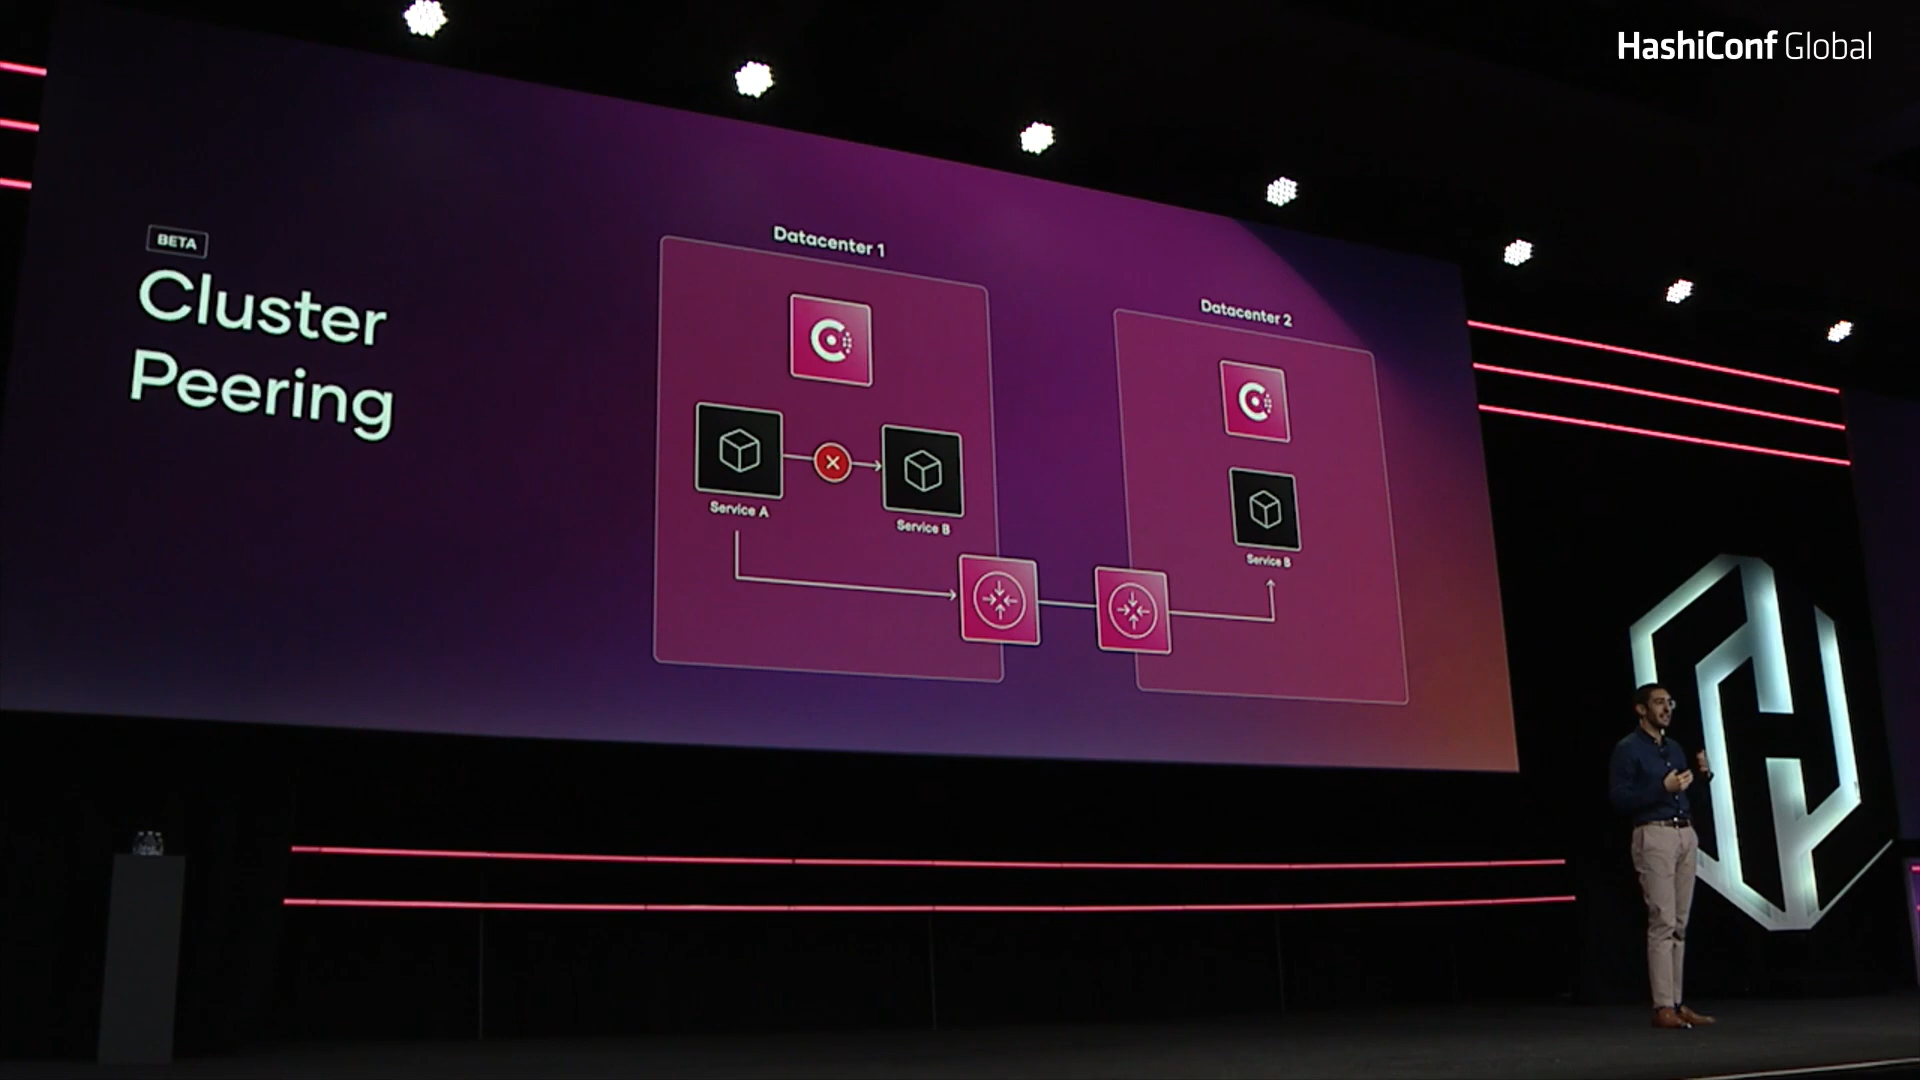 HashiConf Global
BETA
Cluster
Peering
Datacenter 1
Service A
Service B
Datacenter 2
Service B